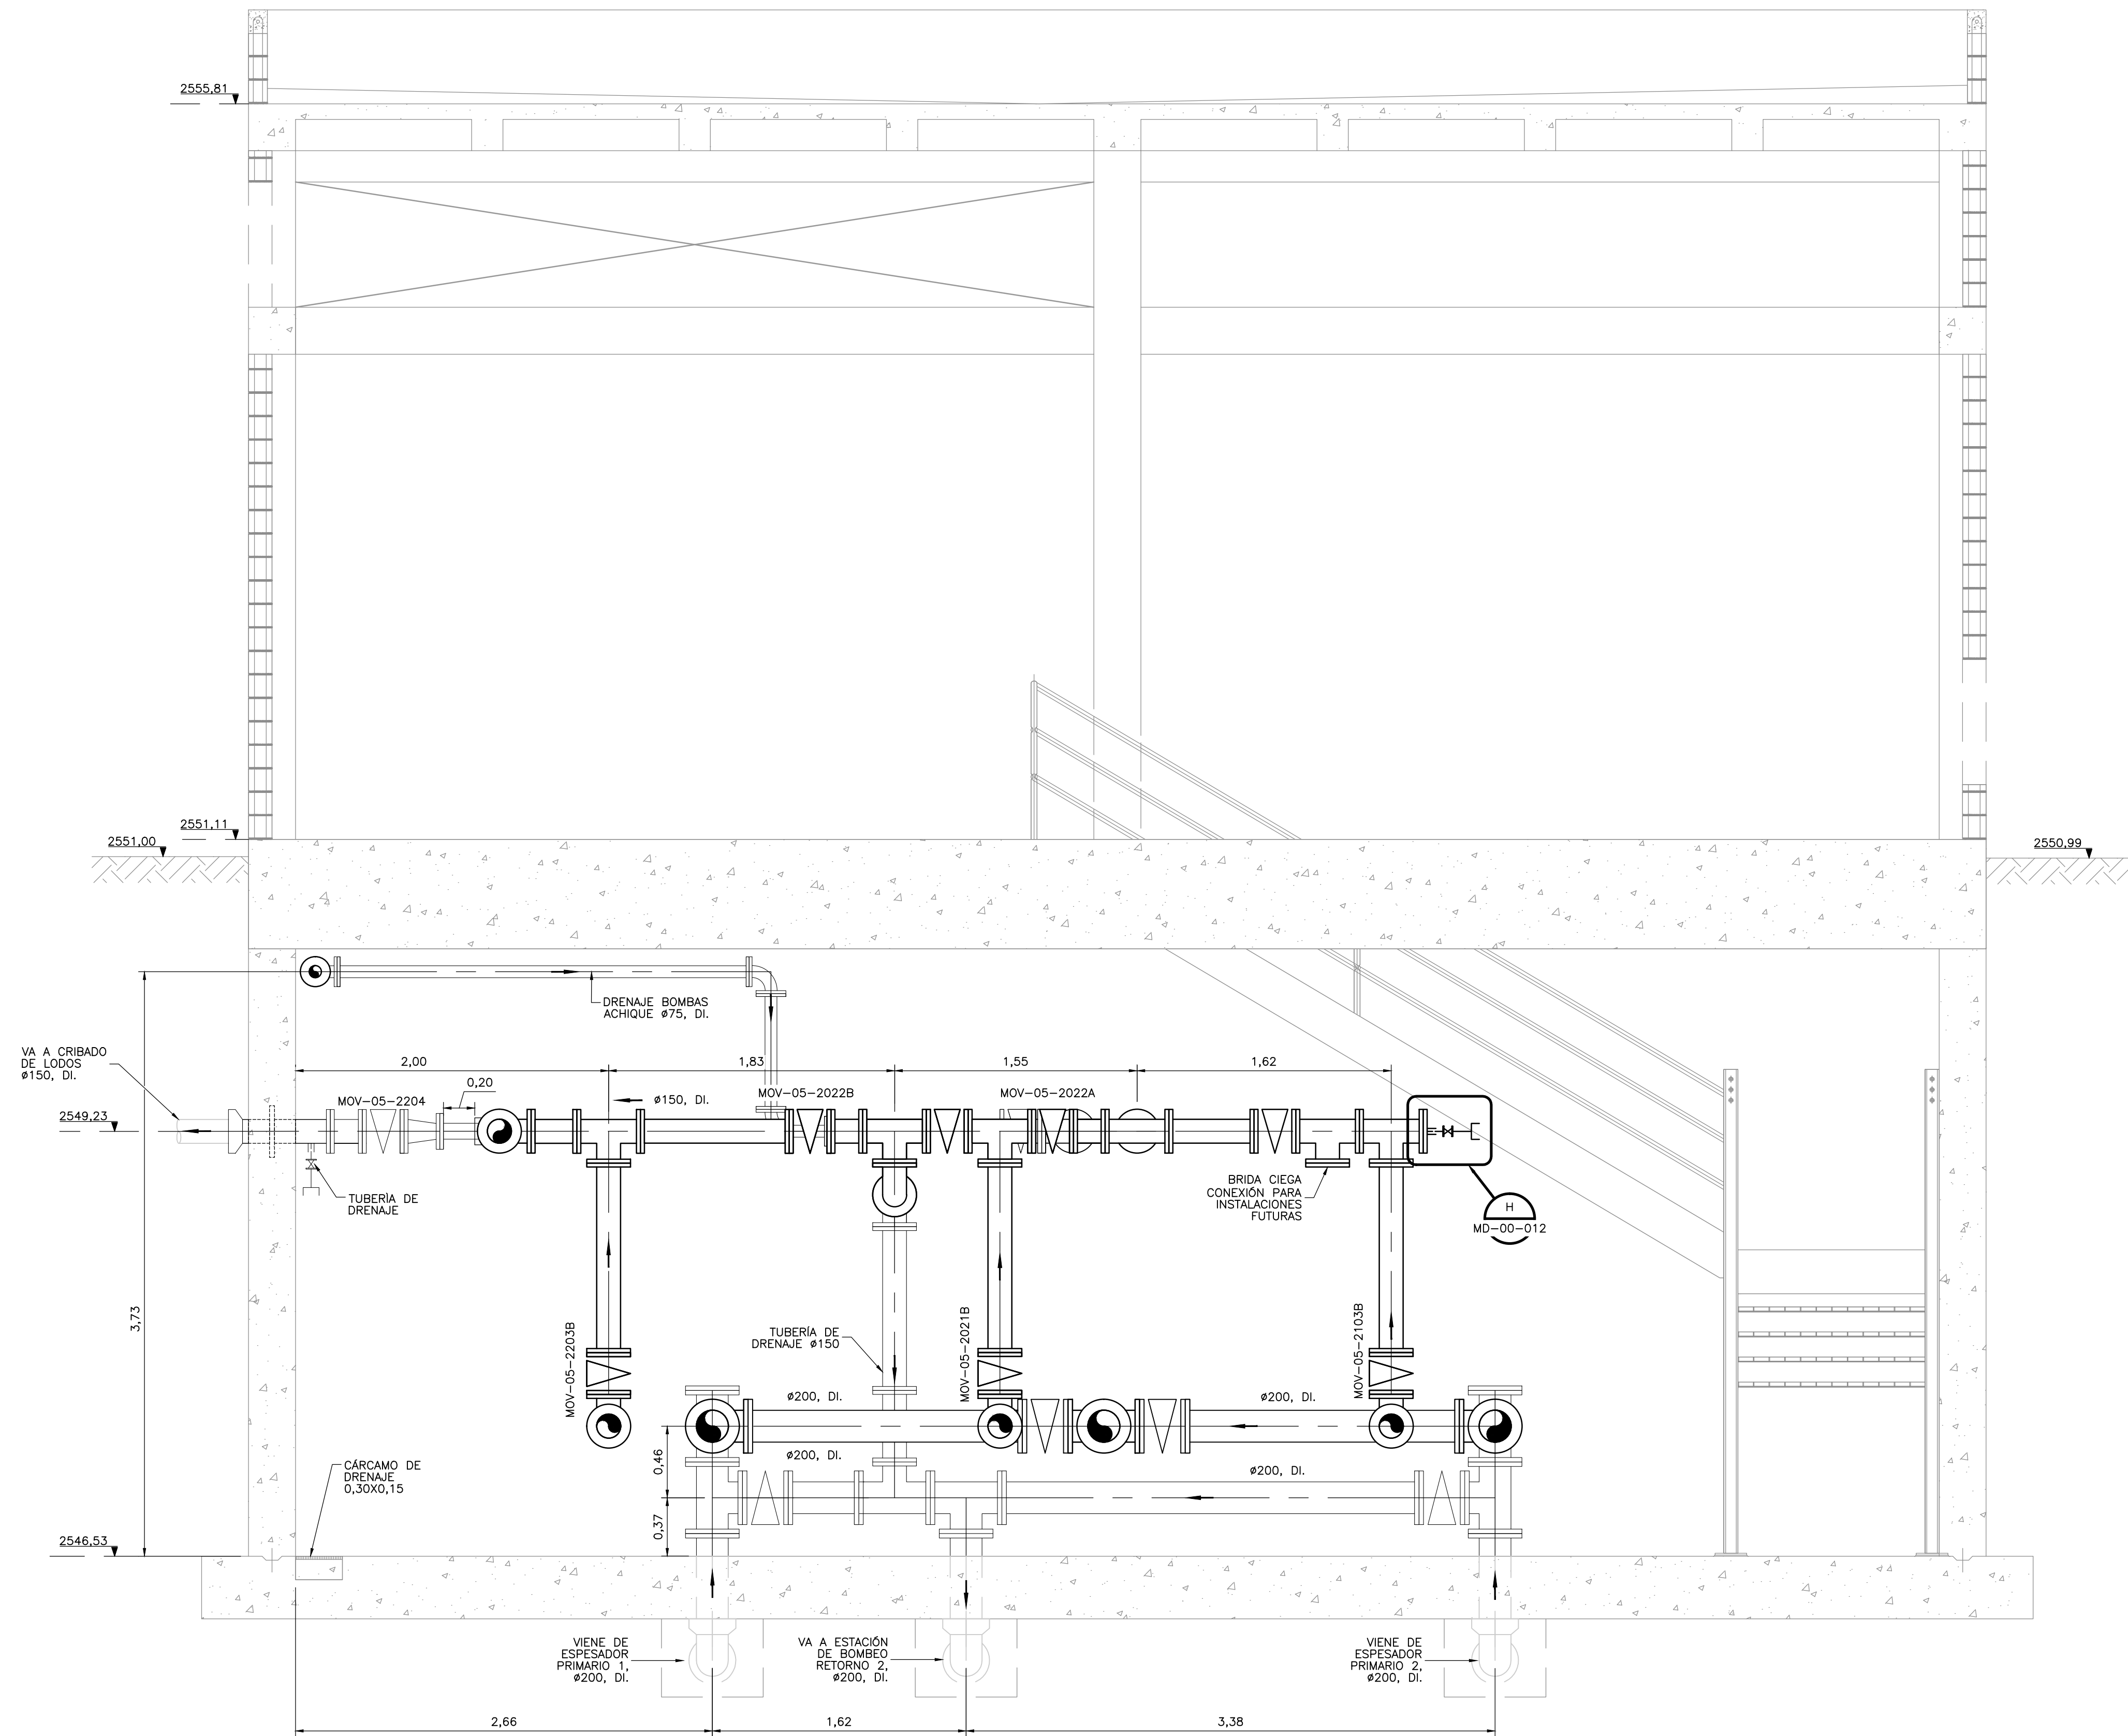 2555,81
2551,11
2551,00
2550,99
DRENAJE BOMBAS
ACHIQUE ø75, DI.
VA A CRIBADO
DE LODOS
ø150, DI.
2,00
1,83
1,55
1,62
0,20
MOV-05-2204
ø150, DI.
MOV-05-2022B
MOV-05-2022A
2549,23
TUBERÌA DE
DRENAJE
BRIDA CIEGA
CONEXIÓN PARA
INSTALACIONES
FUTURAS
H
MD-00-012
3,73
MOV-05-2203B
TUBERÍA DE
DRENAJE ø150
MOV-05-2021B
MOV-05-2103B
ø200, DI.
ø200, DI.
0,46
ø200, DI.
ø200, DI.
CÁRCAMO DE
DRENAJE
0,30X0,15
0,37
2546,53
VIENE DE
ESPESADOR
PRIMARIO 1,
ø200, DI.
VA A ESTACIÓN
DE BOMBEO
RETORNO 2,
ø200, DI.
VIENE DE
ESPESADOR
PRIMARIO 2,
ø200, DI.
2,66
1,62
3,38